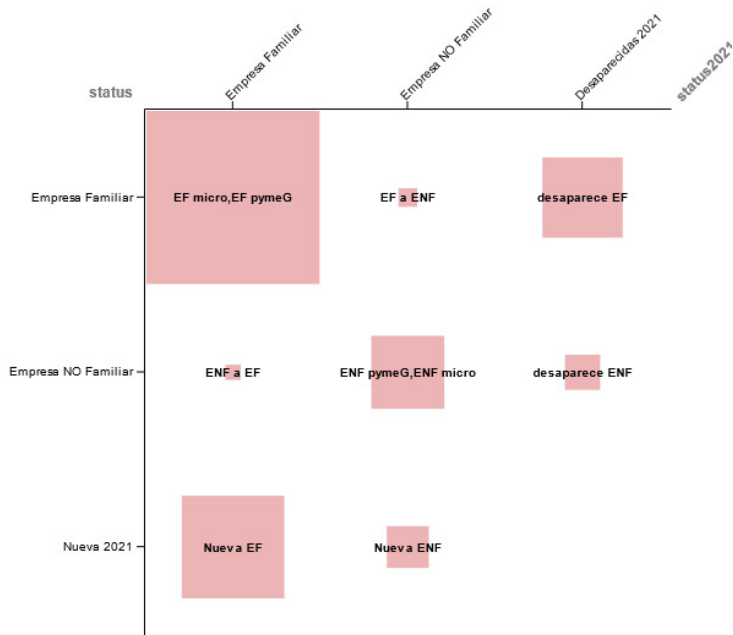 Empresa Familiar
Empresa NO Familiar
Desaparecidas 2021
status2021
status
Empresa Familiar
EF micro,EF pymeG
EF a ENF
desaparece EF
Empresa NO Familiar
ENF a EF
ENF pymeG,ENF micro
desaparece ENF
Nueva 2021
Nueva EF
Nueva ENF